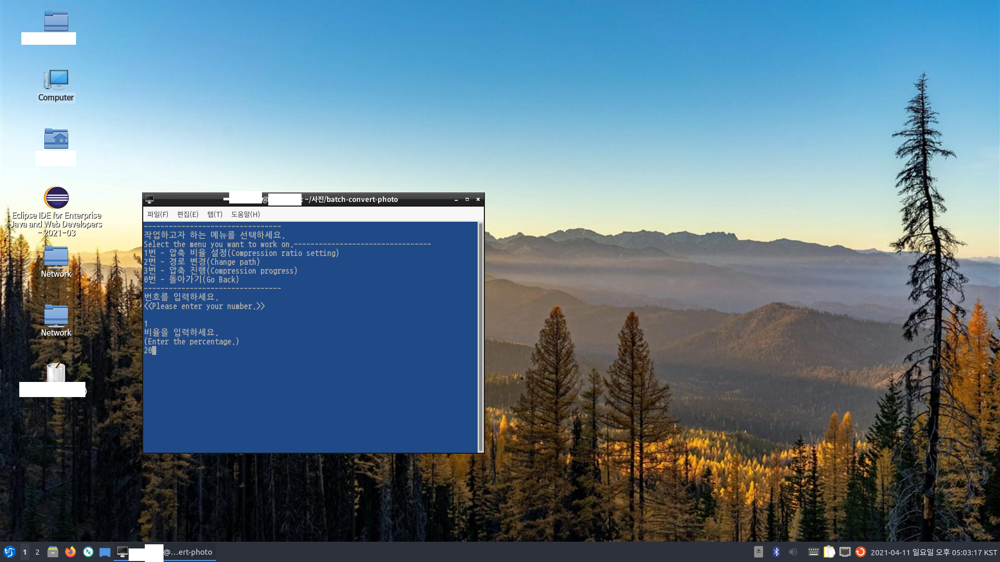 Computer
Eclipse IDE for Enterprise
Java and Web Developers
- 2021-03
Network
Network
@
: ~/사진/batch-convert-photo
파일(F) 편집(E) 탭(T) 도움말(H)
---------------------------------
작업하고자 하는 메뉴를 선택하세요.
Select the menu you want to work on.---------------------------------
1번 - 압축 비율 설정(Compression ratio setting)
2번 - 경로 변경(Change path)
3번 - 압축 진행(Compression progress)
0번 - 돌아가기(Go Back)
---------------------------------
번호를 입력하세요.
<<Please enter your number.>>
1
비율을 입력하세요.
(Enter the percentage.)
20
1 2 @...ert-photo 2021-04-11 일요일 오후 05:03:17 KST